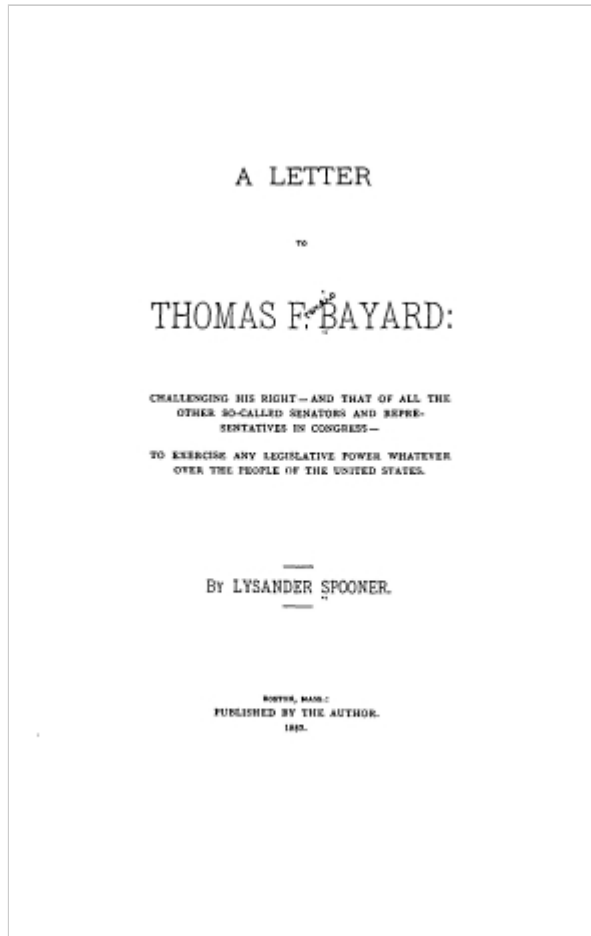 A LETTER
TO
THOMAS F. BAYARD:
CHALLENGING HIS RIGHT — AND THAT OF ALL THE
OTHER SO-CALLED SENATORS AND REPRE-
SENTATIVES IN CONGRESS —
TO EXERCISE ANY LEGISLATIVE POWER WHATEVER
OVER THE PEOPLE OF THE UNITED STATES.
BY LYSANDER SPOONER.
BOSTON, MASS.:
PUBLISHED BY THE AUTHOR.